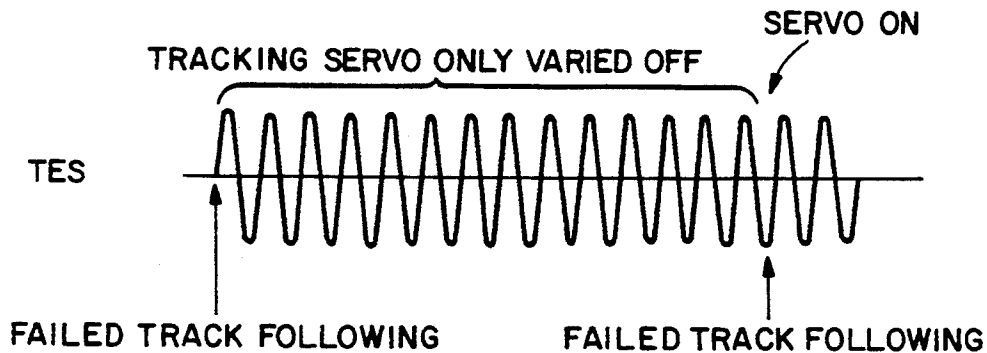 SERVO ON
TRACKING SERVO ONLY VARIED OFF
TES
FAILED TRACK FOLLOWING
FAILED TRACK FOLLOWING